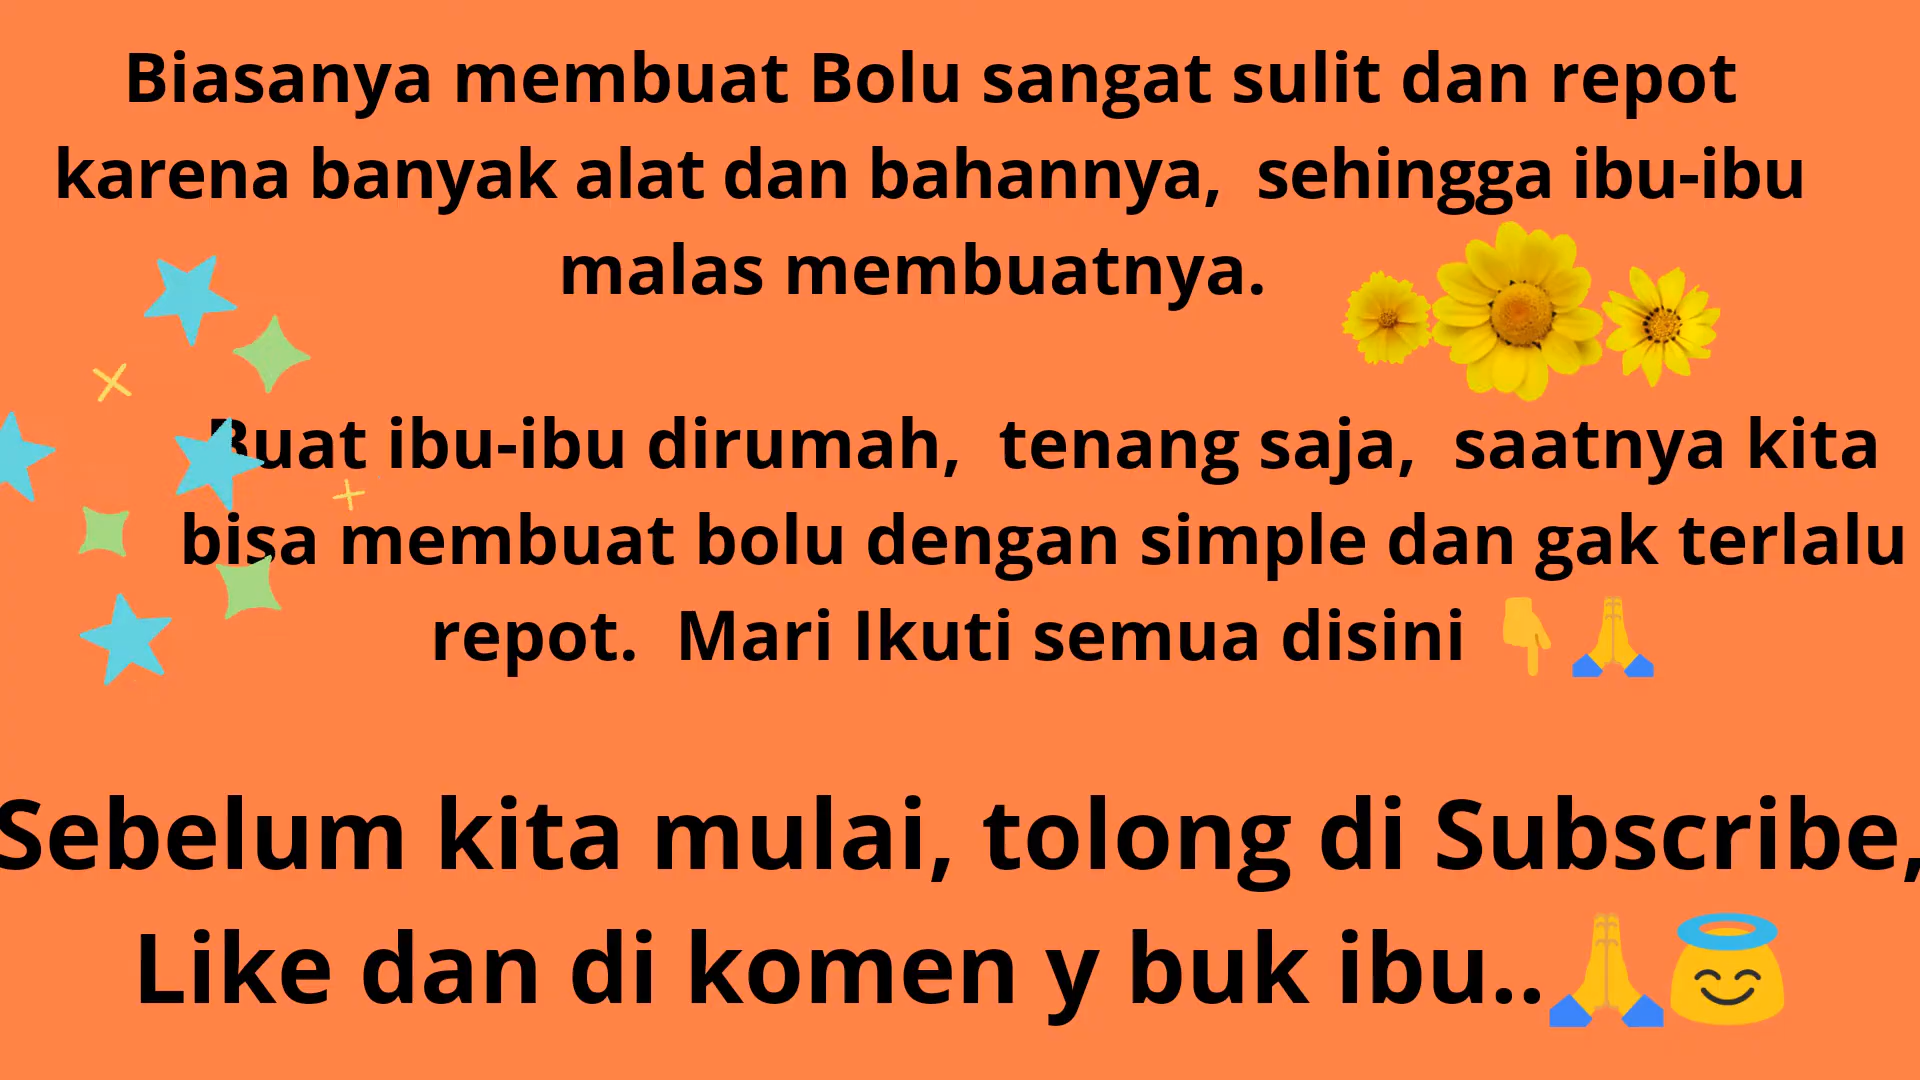 Biasanya membuat Bolu sangat sulit dan repot
karena banyak alat dan bahannya, sehingga ibu-ibu
malas membuatnya.
Buat ibu-ibu dirumah, tenang saja, saatnya kita
bisa membuat bolu dengan simple dan gak terlalu
repot. Mari Ikuti semua disini 👇🙏
Sebelum kita mulai, tolong di Subscribe,
Like dan di komen y buk ibu..🙏😇